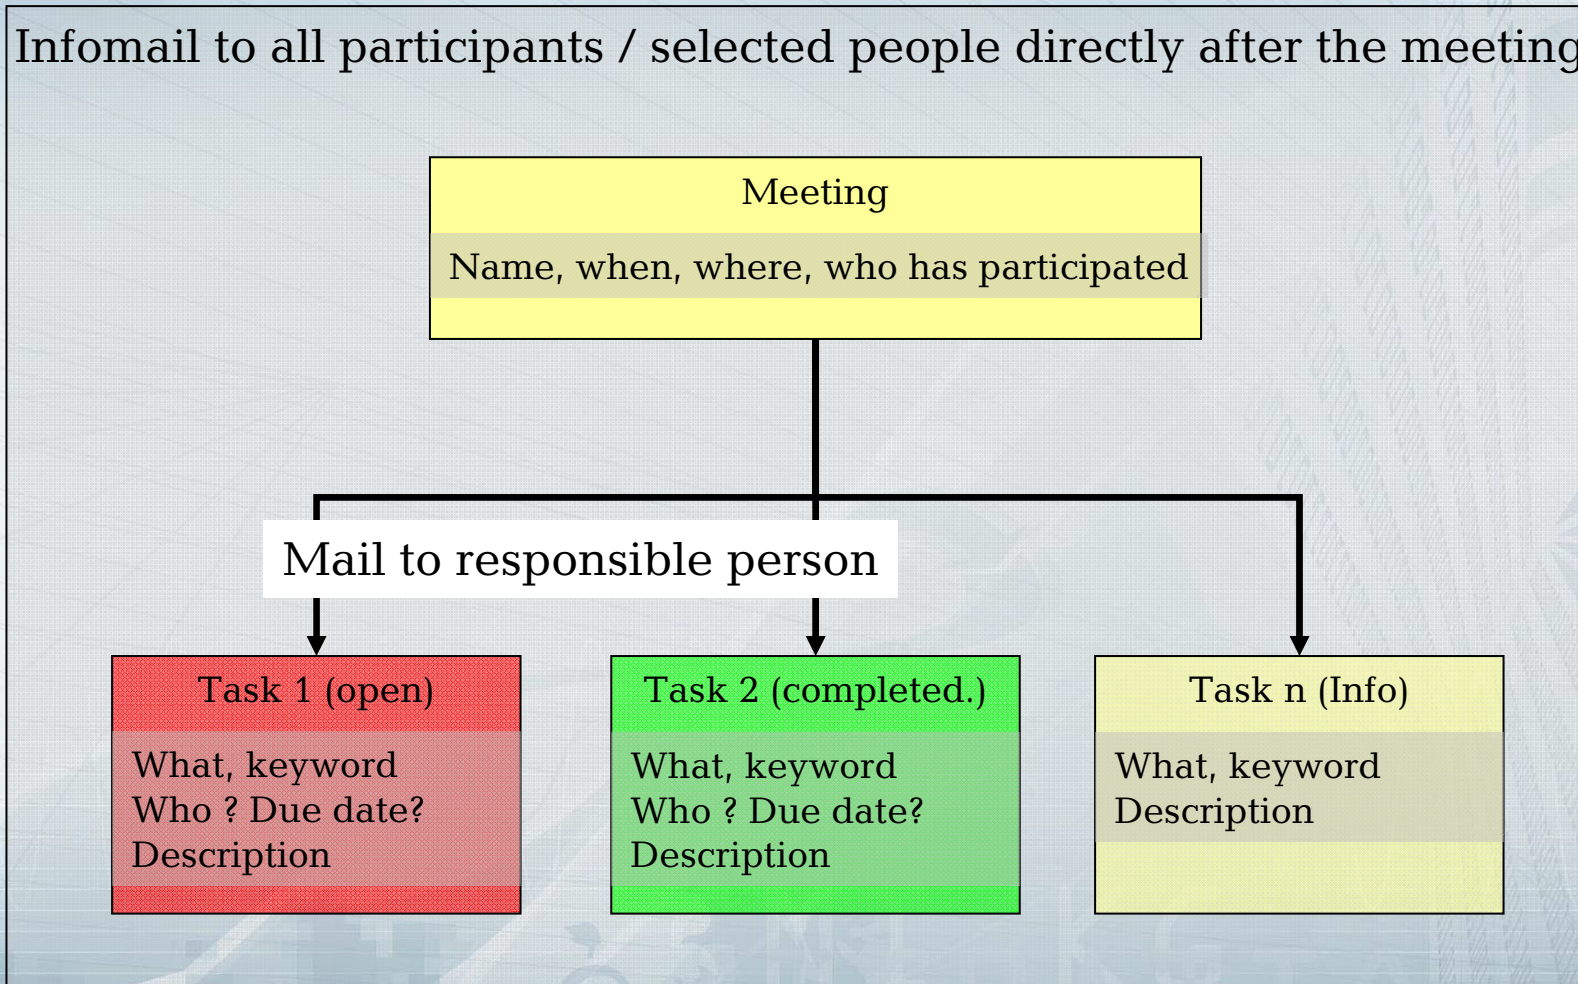 Infomail to all participants / selected people directly after the meeting
Meeting
Name, when, where, who has participated
Mail to responsible person
Task 1 (open)
What, keyword
Who ? Due date?
Description
Task 2 (completed.)
What, keyword
Who ? Due date?
Description
Task n (Info)
What, keyword
Description